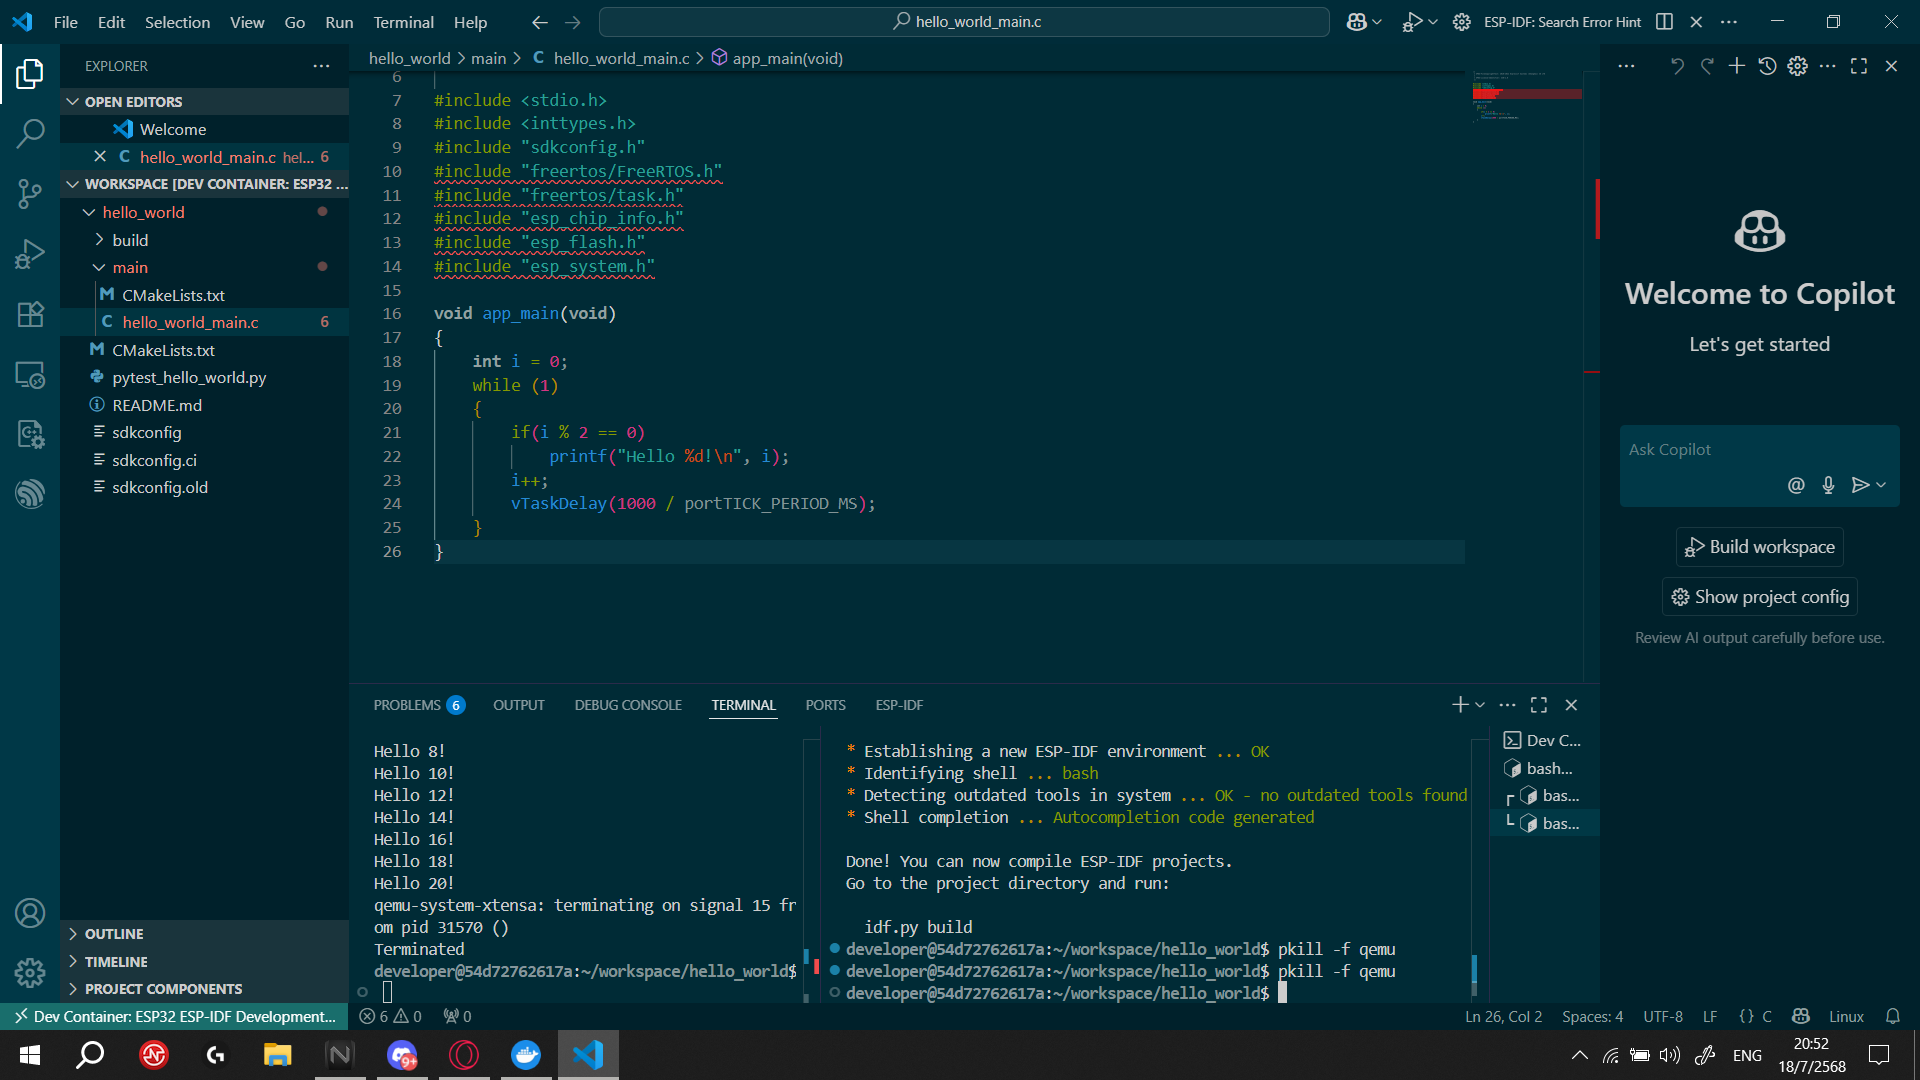 File Edit Selection View Go Run Terminal Help
hello_world_main.c
ESP-IDF: Search Error Hint
EXPLORER
OPEN EDITORS
Welcome
hello_world_main.c hel... 6
WORKSPACE [DEV CONTAINER: ESP32 ...
hello_world
build
main
CMakeLists.txt
hello_world_main.c 6
CMakeLists.txt
pytest_hello_world.py
README.md
sdkconfig
sdkconfig.ci
sdkconfig.old
OUTLINE
TIMELINE
PROJECT COMPONENTS
hello_world > main > C hello_world_main.c > app_main(void)
6
7 #include <stdio.h>
8 #include <inttypes.h>
9 #include "sdkconfig.h"
10 #include "freertos/FreeRTOS.h"
11 #include "freertos/task.h"
12 #include "esp_chip_info.h"
13 #include "esp_flash.h"
14 #include "esp_system.h"
15
16 void app_main(void)
17 {
18 int i = 0;
19 while (1)
20 {
21 if(i % 2 == 0)
22 printf("Hello %d!\n", i);
23 i++;
24 vTaskDelay(1000 / portTICK_PERIOD_MS);
25 }
26 }
PROBLEMS 6 OUTPUT DEBUG CONSOLE TERMINAL PORTS ESP-IDF
Hello 8!
Hello 10!
Hello 12!
Hello 14!
Hello 16!
Hello 18!
Hello 20!
qemu-system-xtensa: terminating on signal 15 fr
om pid 31570 ()
Terminated
developer@54d72762617a:~/workspace/hello_world$
* Establishing a new ESP-IDF environment ... OK
* Identifying shell ... bash
* Detecting outdated tools in system ... OK - no outdated tools found
* Shell completion ... Autocompletion code generated
Done! You can now compile ESP-IDF projects.
Go to the project directory and run:
idf.py build
developer@54d72762617a:~/workspace/hello_world$ pkill -f qemu
developer@54d72762617a:~/workspace/hello_world$ pkill -f qemu
developer@54d72762617a:~/workspace/hello_world$
Dev C...
bash...
bas...
bas...
Welcome to Copilot
Let's get started
Ask Copilot
Build workspace
Show project config
Review AI output carefully before use.
Dev Container: ESP32 ESP-IDF Development... 6 0 0 Ln 26, Col 2 Spaces: 4 UTF-8 LF {} C Linux
9+
ENG
20:52
18/7/2568